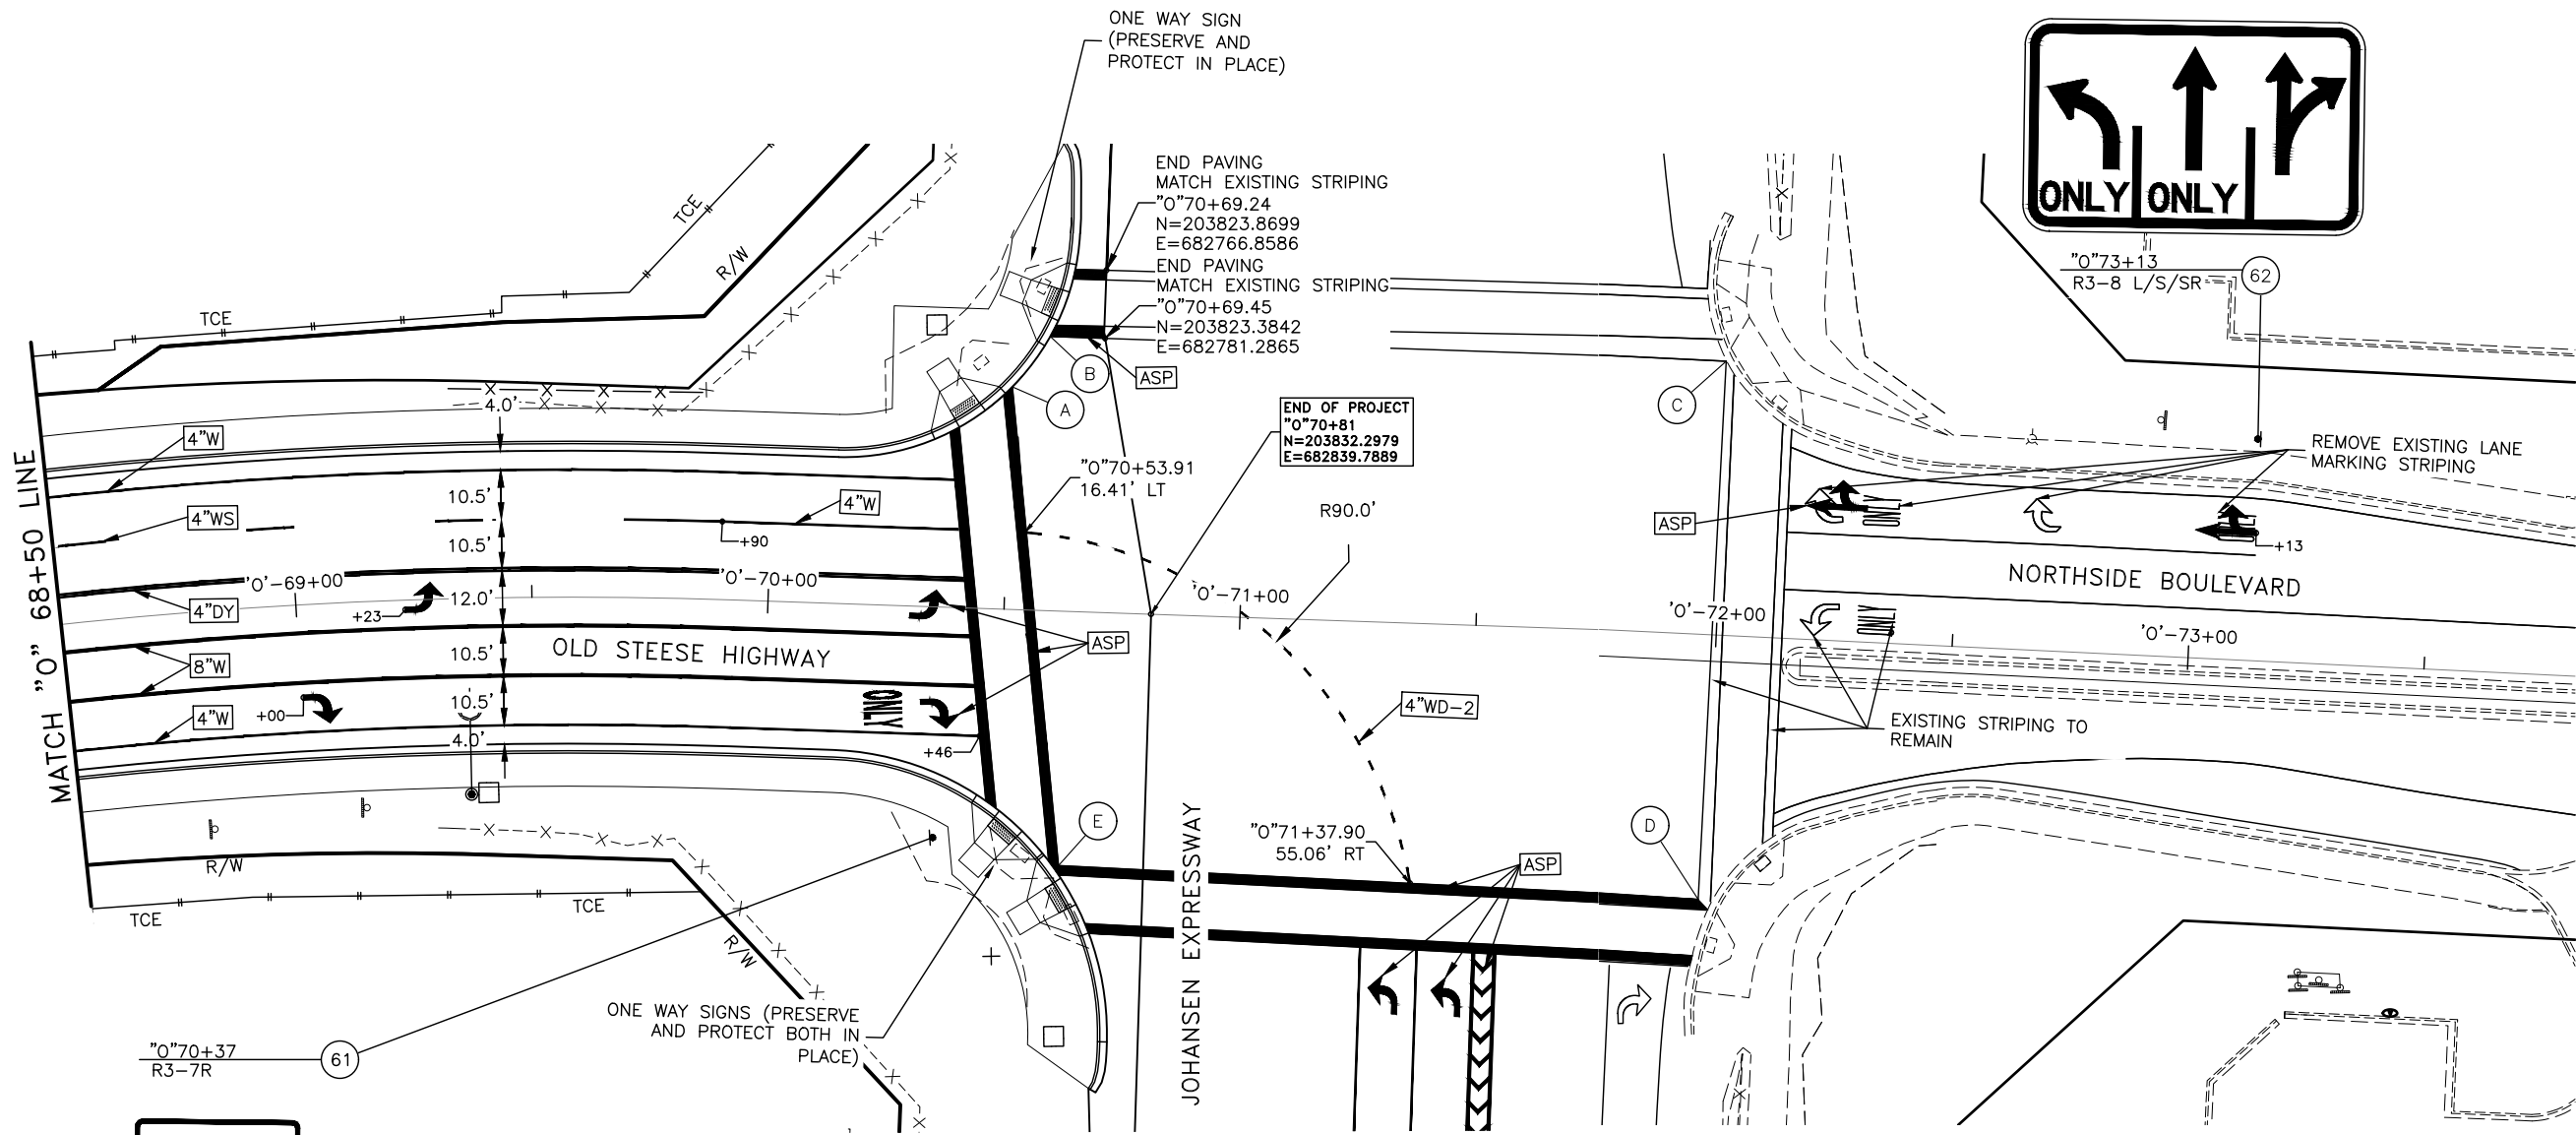 ONE WAY SIGN
(PRESERVE AND
PROTECT IN PLACE)
ONLY
ONLY
"O"73+13
R3-8 L/S/SR
62
END PAVING
MATCH EXISTING STRIPING
"O"70+69.24
N=203823.8699
E=682766.8586
END PAVING
MATCH EXISTING STRIPING
"O"70+69.45
N=203823.3842
E=682781.2865
ASP
B
A
C
TCE
R/W
TCE
MATCH "O" 68+50 LINE
4.0'
4"W
10.5'
4"WS
4"W
+90
10.5'
'O'-69+00
'O'-70+00
4"DY
+23
12.0'
8"W
10.5'
OLD STEESE HIGHWAY
10.5'
4"W
+00
ONLY
4.0'
+46
"O"70+53.91
16.41' LT
END OF PROJECT
"O"70+81
N=203832.2979
E=682839.7889
R90.0'
'O'-71+00
ASP
4"WD-2
REMOVE EXISTING LANE
MARKING STRIPING
ASP
ONLY
ONLY
+13
NORTHSIDE BOULEVARD
'O'-72+00
ONLY
'O'-73+00
EXISTING STRIPING TO
REMAIN
E
D
"O"71+37.90
55.06' RT
ASP
JOHANSEN EXPRESSWAY
R/W
TCE
TCE
R/W
ONE WAY SIGNS (PRESERVE
AND PROTECT BOTH IN
PLACE)
"O"70+37
R3-7R
61